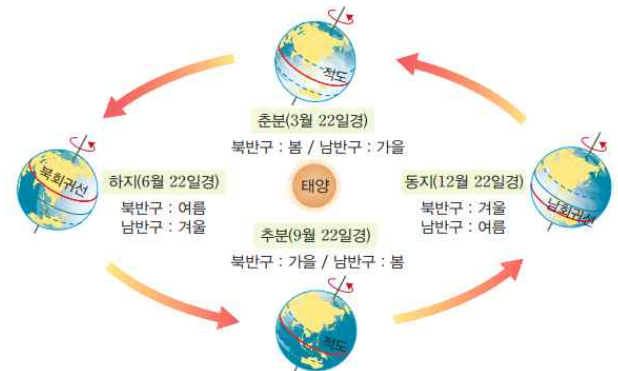 적도
춘분(3월 22일경)
북반구 : 봄 / 남반구 : 가을
북회귀선
하지(6월 22일경)
북반구 : 여름
남반구 : 겨울
태양
동지(12월 22일경)
북반구 : 겨울
남반구 : 여름
남회귀선
추분(9월 22일경)
북반구 : 가을 / 남반구 : 봄
적도